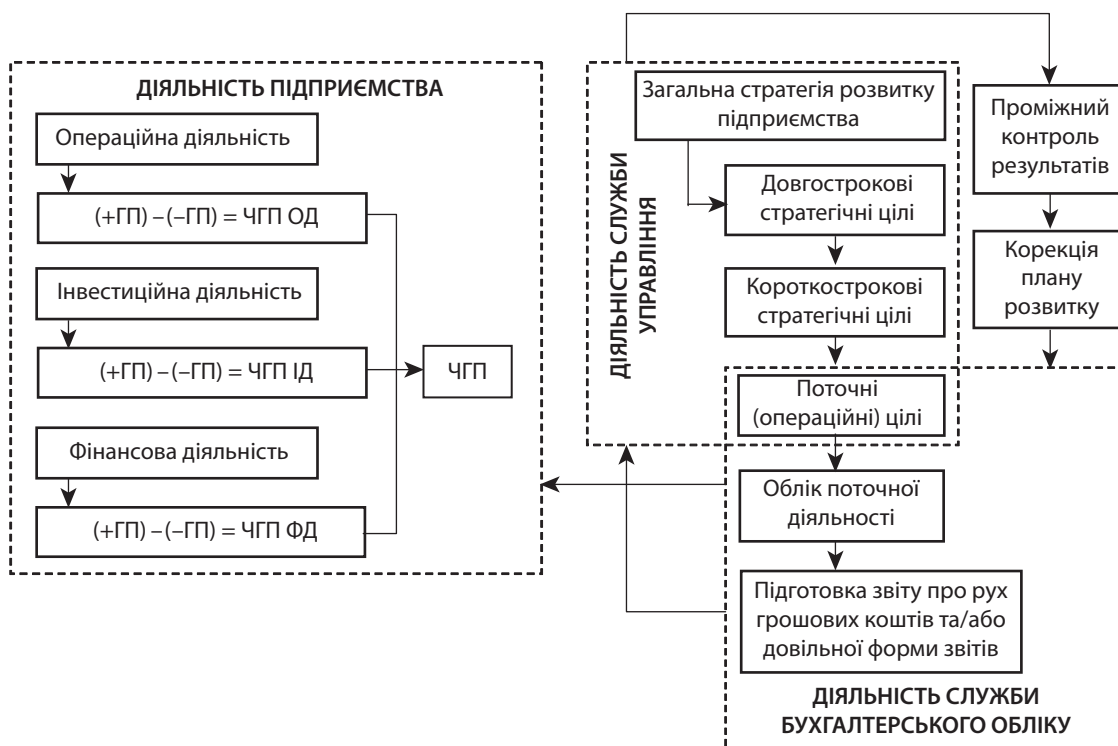 ДІЯЛЬНІСТЬ ПІДПРИЄМСТВА
Операційна діяльність
(+ГП) – (–ГП) = ЧГП ОД
Інвестиційна діяльність
(+ГП) – (–ГП) = ЧГП ІД
ЧГП
Фінансова діяльність
(+ГП) – (–ГП) = ЧГП ФД
ДІЯЛЬНІСТЬ СЛУЖБИ
УПРАВЛІННЯ
Загальна стратегія розвитку
підприємства
Довгострокові
стратегічні цілі
Короткострокові
стратегічні цілі
Поточні
(операційні) цілі
Проміжний
контроль
результатів
Корекція
плану
розвитку
Облік поточної
діяльності
Підготовка звіту про рух
грошових коштів та/або
довільної форми звітів
ДІЯЛЬНІСТЬ СЛУЖБИ
БУХГАЛТЕРСЬКОГО ОБЛІКУ